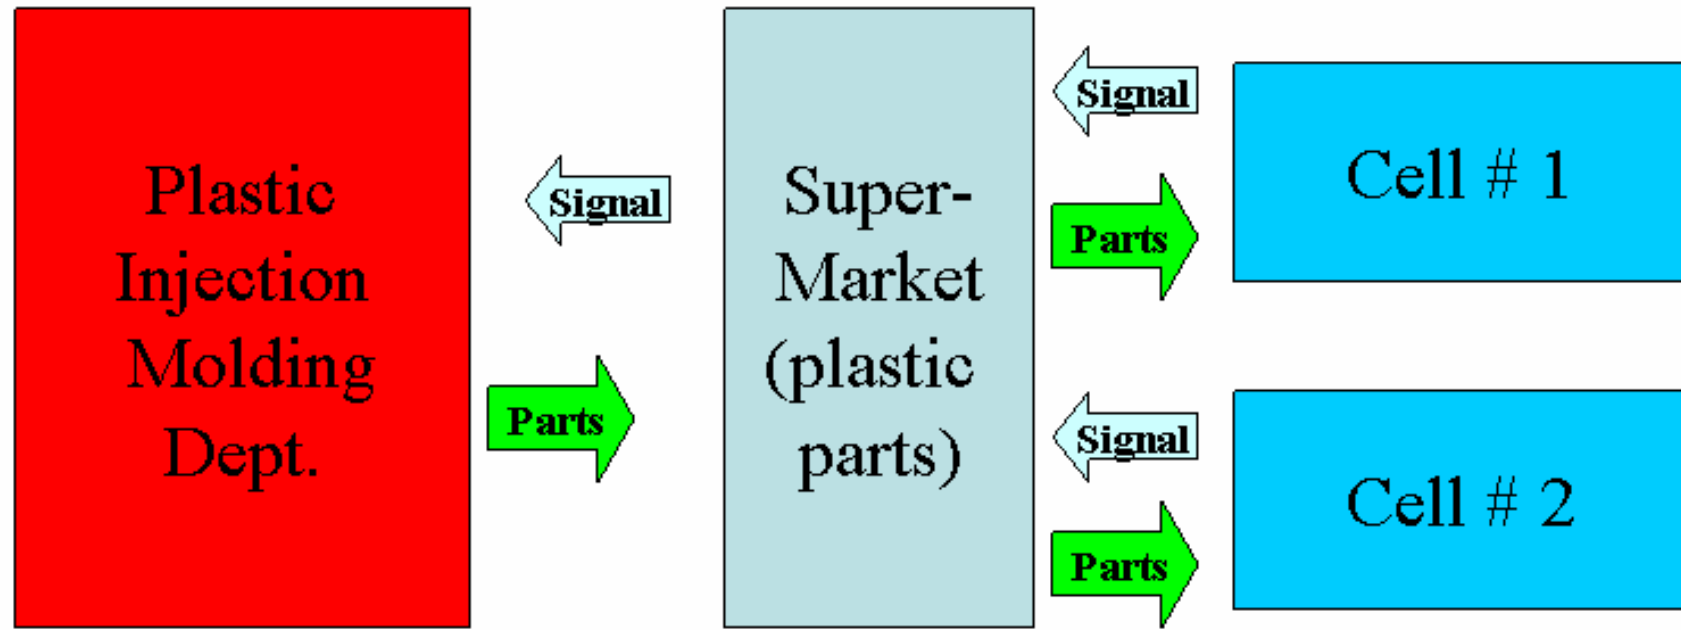 Plastic
Injection
Molding
Dept.
Signal
Parts
Super-
Market
(plastic
parts)
Signal
Parts
Signal
Parts
Cell # 1
Cell # 2